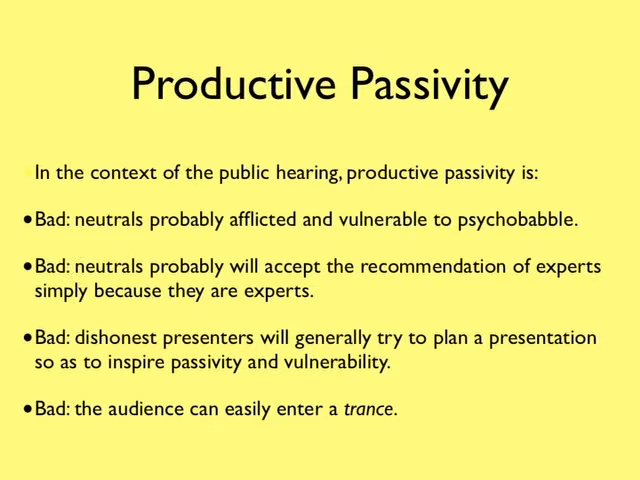 Productive Passivity
In the context of the public hearing, productive passivity is:
•Bad: neutrals probably afflicted and vulnerable to psychobabble.
•Bad: neutrals probably will accept the recommendation of experts
simply because they are experts.
•Bad: dishonest presenters will generally try to plan a presentation
so as to inspire passivity and vulnerability.
•Bad: the audience can easily enter a trance.